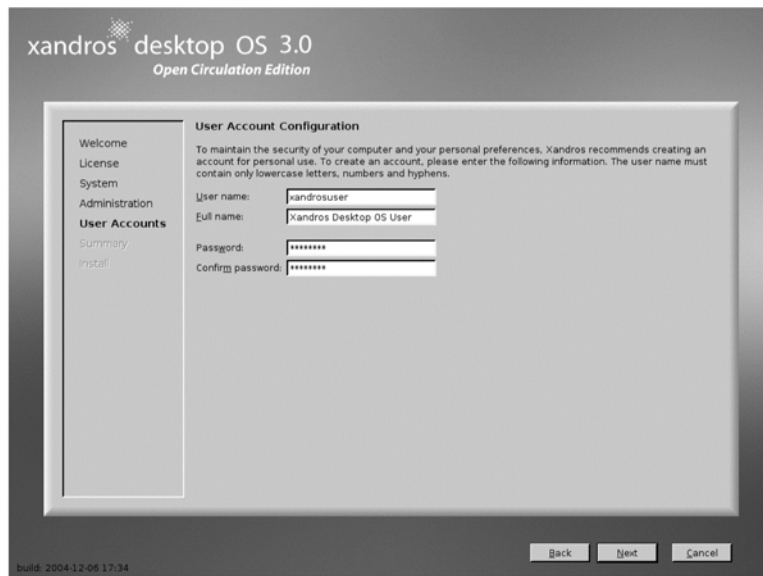 xandros desktop OS 3.0
Open Circulation Edition
Welcome
License
System
Administration
User Accounts
Summary
Install
User Account Configuration
To maintain the security of your computer and your personal preferences, Xandros recommends creating an
account for personal use. To create an account, please enter the following information. The user name must
contain only lowercase letters, numbers and hyphens.
User name: xandrosuser
Full name: Xandros Desktop OS User
Password: ********
Confirm password: ********
Back Next Cancel
build: 2004-12-06 17:34